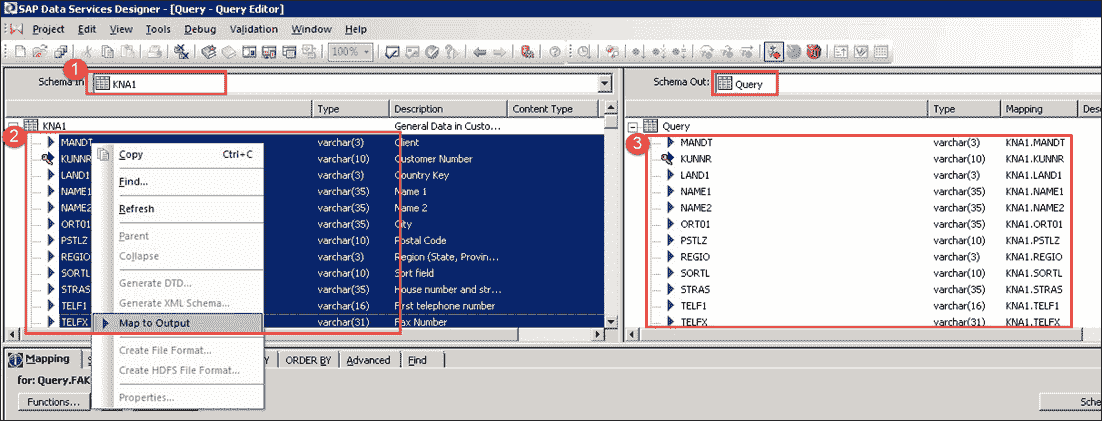 SAP Data Services Designer - [Query - Query Editor]
Project Edit View Tools Debug Validation Window Help
100%
1
Schema In: KNA1
Schema Out: Query
Type Description Content Type
Type Mapping Desc
KNA1 General Data in Custo...
Query
2
3
MANDT varchar(3) Client
KUNNR varchar(10) Customer Number
LAND1 varchar(3) Country Key
NAME1 varchar(35) Name 1
NAME2 varchar(35) Name 2
ORT01 varchar(35) City
PSTLZ varchar(10) Postal Code
REGIO varchar(3) Region (State, Provin...
SORTL varchar(10) Sort field
STRAS varchar(35) House number and str...
TELF1 varchar(16) First telephone number
TELFX varchar(31) Fax Number
Copy Ctrl+C
Find...
Refresh
Parent
Collapse
Generate DTD...
Generate XML Schema...
Map to Output
Create File Format...
Create HDFS File Format...
Properties...
MANDT varchar(3) KNA1.MANDT
KUNNR varchar(10) KNA1.KUNNR
LAND1 varchar(3) KNA1.LAND1
NAME1 varchar(35) KNA1.NAME1
NAME2 varchar(35) KNA1.NAME2
ORT01 varchar(35) KNA1.ORT01
PSTLZ varchar(10) KNA1.PSTLZ
REGIO varchar(3) KNA1.REGIO
SORTL varchar(10) KNA1.SORTL
STRAS varchar(35) KNA1.STRAS
TELF1 varchar(16) KNA1.TELF1
TELFX varchar(31) KNA1.TELFX
Mapping S Y ORDER BY Advanced Find
for: Query.FAK
Functions...
Sche